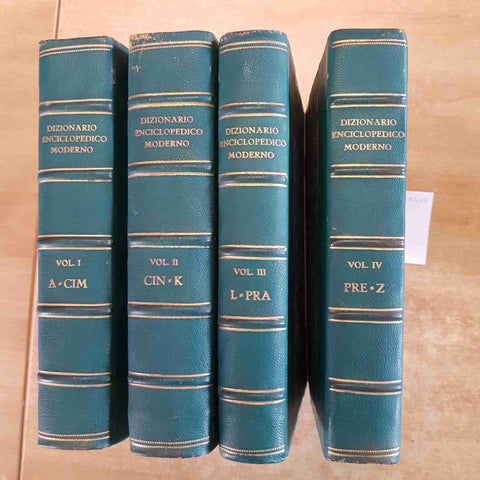 DIZIONARIO
ENCICLOPEDICO
MODERNO
VOL. I
A-CIM
DIZIONARIO
ENCICLOPEDICO
MODERNO
VOL. II
CIN-K
DIZIONARIO
ENCICLOPEDICO
MODERNO
VOL. III
L-PRA
DIZIONARIO
ENCICLOPEDICO
MODERNO
VOL. IV
PRE-Z